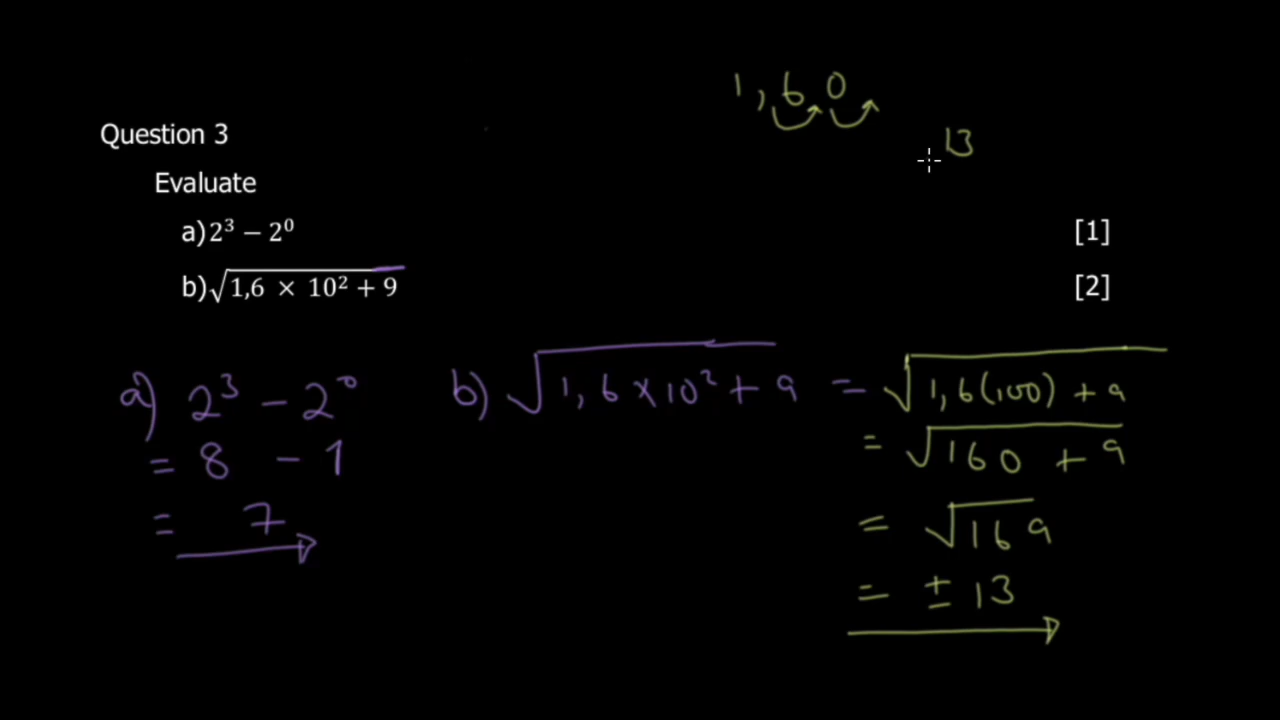 1,60
13
Question 3
Evaluate
a) 2³ − 2⁰ [1]
b) √(1,6 × 10² + 9) [2]
a) 2³ − 2⁰
= 8 − 1
= 7
b) √(1,6 × 10² + 9) = √(1,6(100) + 9)
= √(160 + 9)
= √169
= ± 13